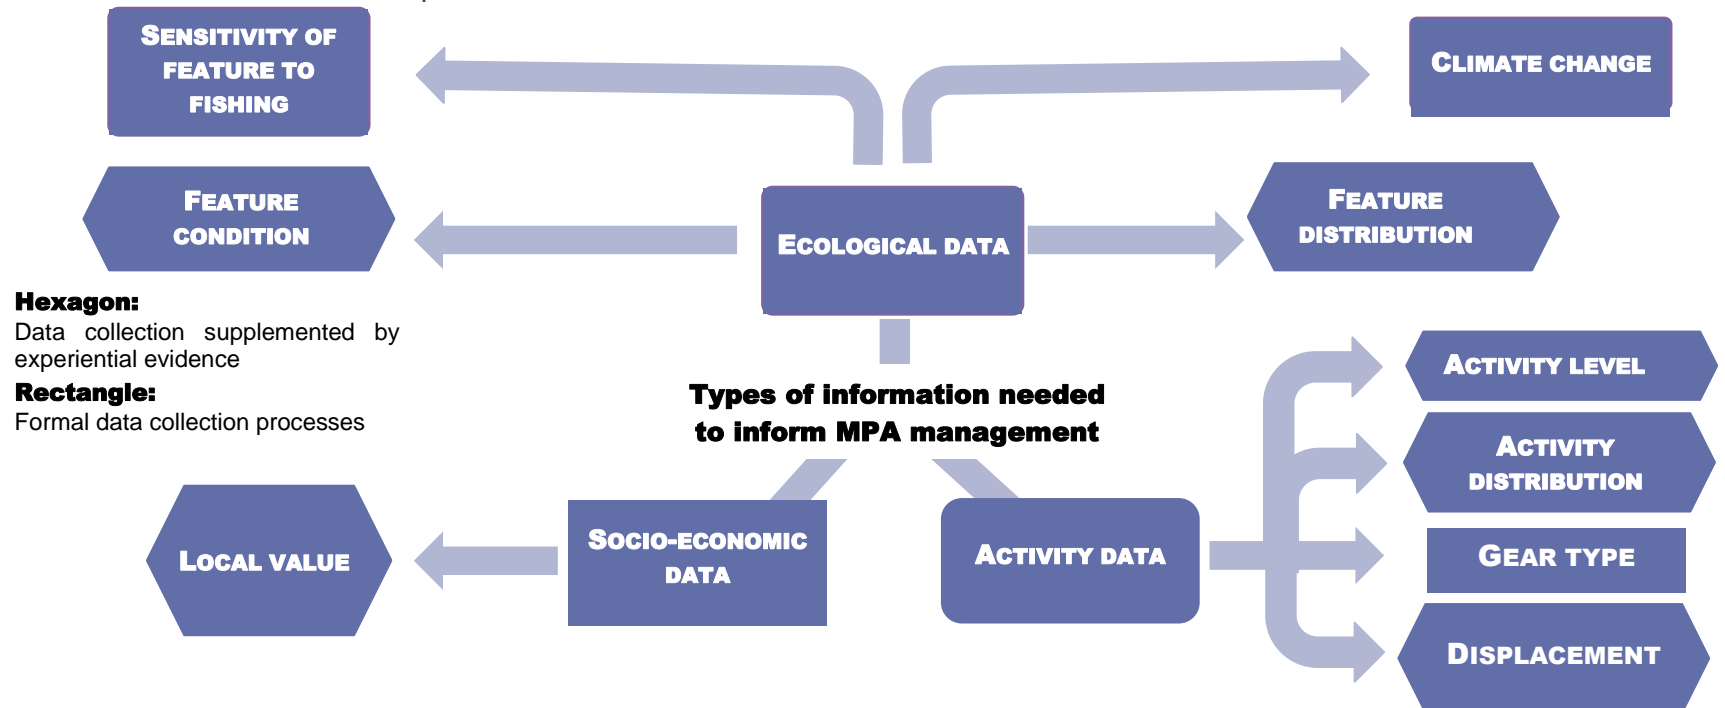 SENSITIVITY OF
FEATURE TO
FISHING
CLIMATE CHANGE
FEATURE
CONDITION
ECOLOGICAL DATA
FEATURE
DISTRIBUTION
Hexagon:
Data collection supplemented by
experiential evidence
Rectangle:
Formal data collection processes
Types of information needed
to inform MPA management
ACTIVITY LEVEL
ACTIVITY
DISTRIBUTION
LOCAL VALUE
SOCIO-ECONOMIC
DATA
ACTIVITY DATA
GEAR TYPE
DISPLACEMENT